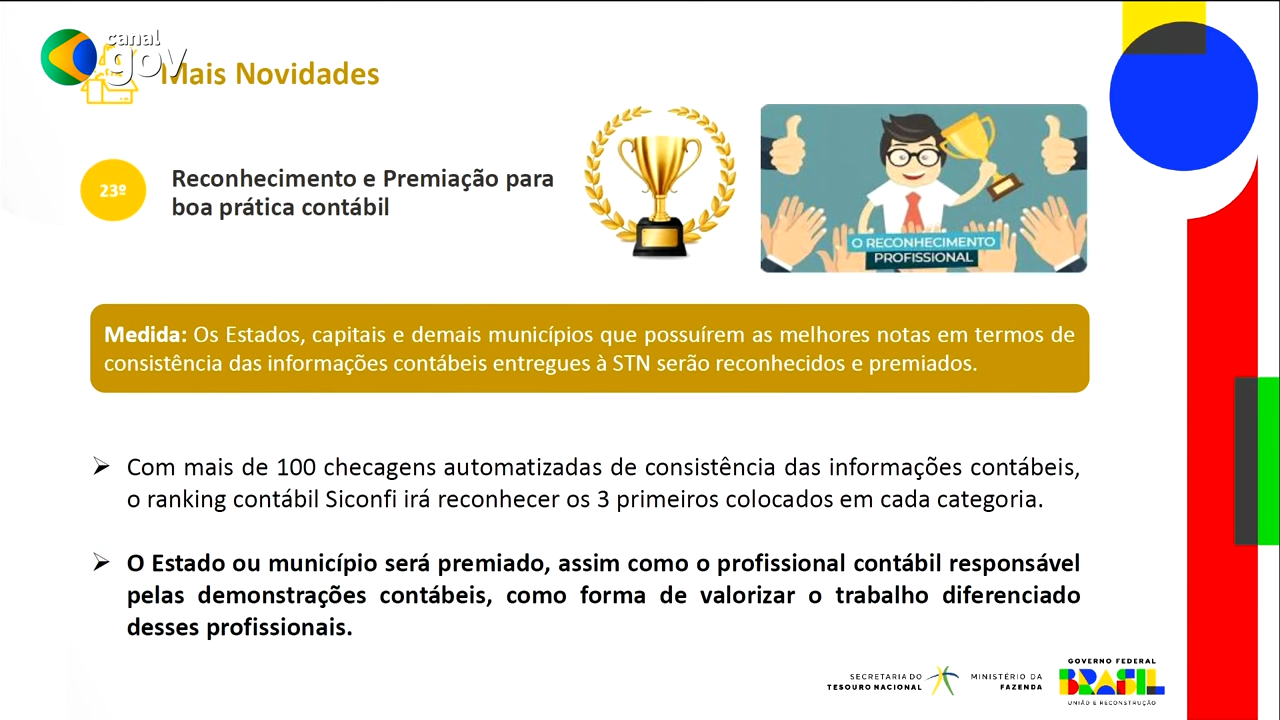 canal
gov
Mais Novidades
23º
Reconhecimento e Premiação para
boa prática contábil
O RECONHECIMENTO
PROFISSIONAL
Medida: Os Estados, capitais e demais municípios que possuírem as melhores notas em termos de
consistência das informações contábeis entregues à STN serão reconhecidos e premiados.
Com mais de 100 checagens automatizadas de consistência das informações contábeis,
o ranking contábil Siconfi irá reconhecer os 3 primeiros colocados em cada categoria.
O Estado ou município será premiado, assim como o profissional contábil responsável
pelas demonstrações contábeis, como forma de valorizar o trabalho diferenciado
desses profissionais.
SECRETARIA DO
TESOURO NACIONAL
MINISTÉRIO DA
FAZENDA
GOVERNO FEDERAL
BRASIL
UNIÃO E RECONSTRUÇÃO